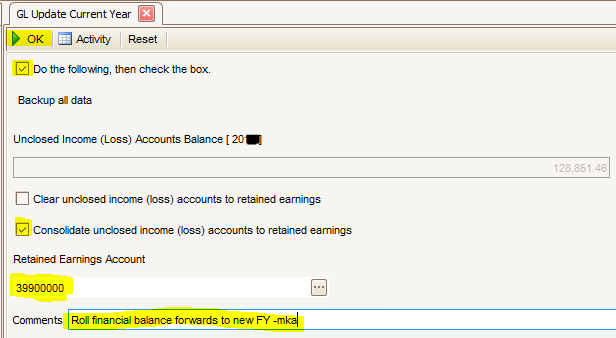 GL Update Current Year
OK Activity Reset
Do the following, then check the box.
Backup all data
Unclosed Income (Loss) Accounts Balance [ 20 ]
128,851.46
Clear unclosed income (loss) accounts to retained earnings
Consolidate unclosed income (loss) accounts to retained earnings
Retained Earnings Account
39900000 ...
Comments Roll financial balance forwards to new FY -mka